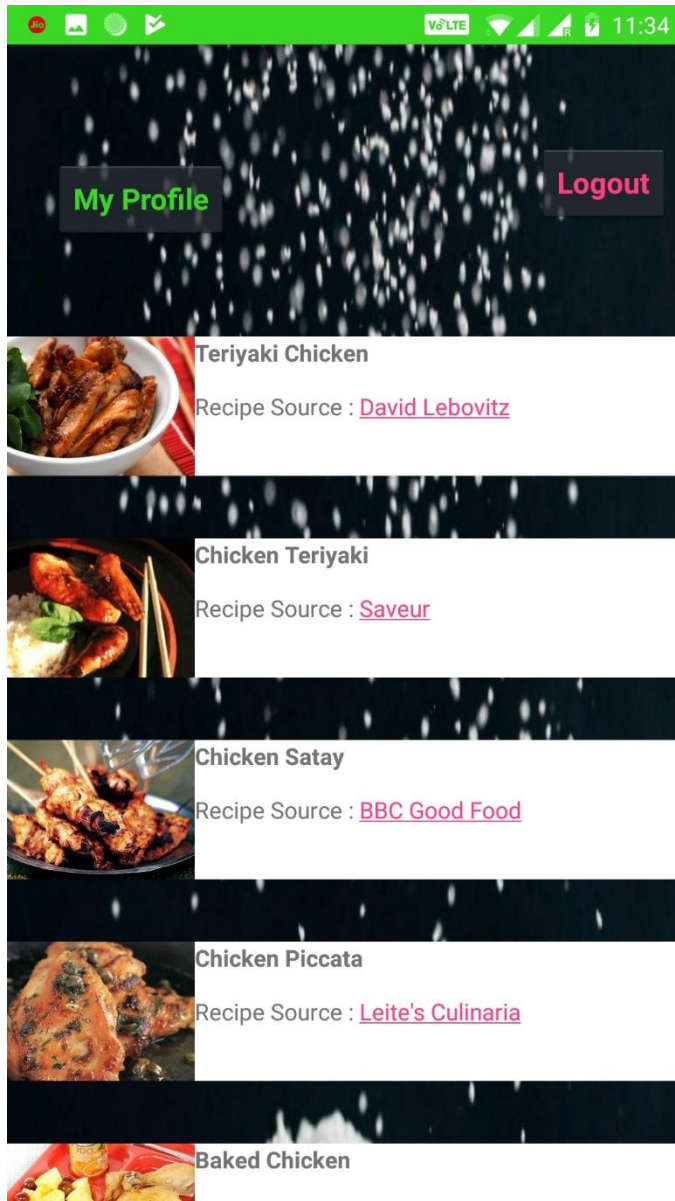 Jio VoLTE R 11:34
My Profile
Logout
Teriyaki Chicken
Recipe Source : David Lebovitz
Chicken Teriyaki
Recipe Source : Saveur
Chicken Satay
Recipe Source : BBC Good Food
Chicken Piccata
Recipe Source : Leite's Culinaria
Baked Chicken